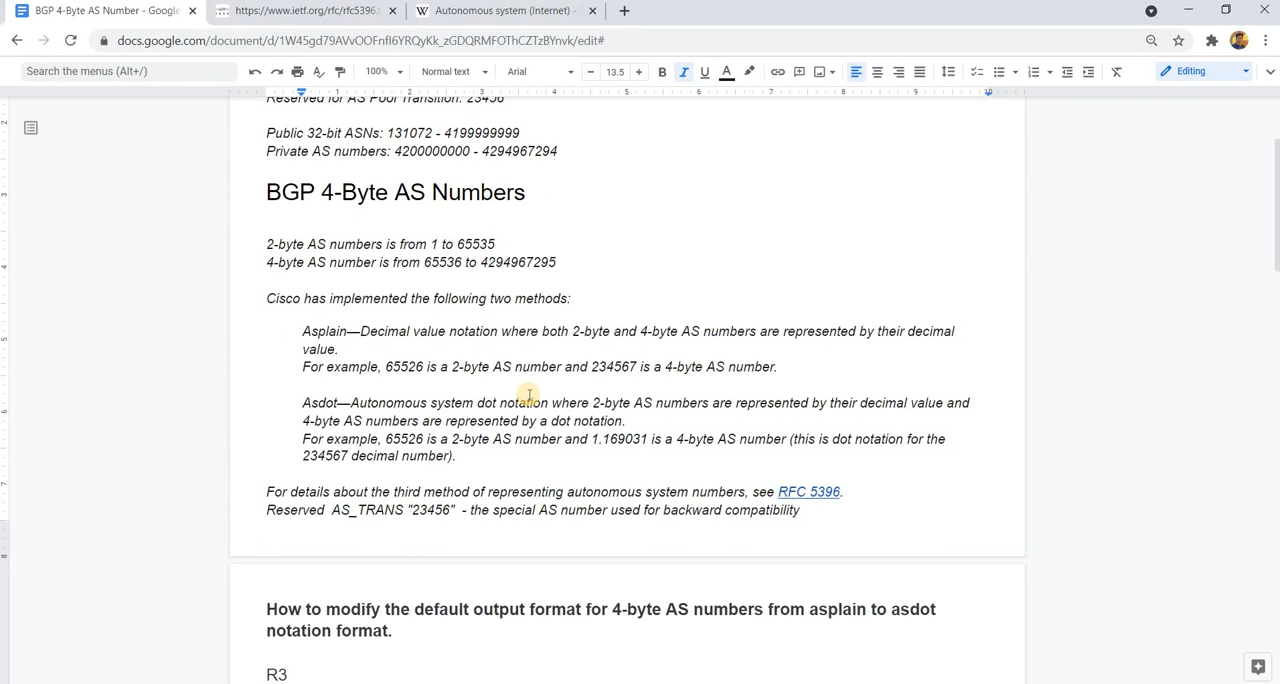 BGP 4-Byte AS Number - Google
https://www.ietf.org/rfc/rfc5396.
Autonomous system (Internet) -
docs.google.com/document/d/1W45gd79AVvOOFnfI6YRQyKk_zGDQRMFOThCZTzBYnvk/edit#
Search the menus (Alt+/)
100%
Normal text
Arial
13.5
Editing
Reserved for AS Pool Transition: 23456
Public 32-bit ASNs: 131072 - 4199999999
Private AS numbers: 4200000000 - 4294967294
BGP 4-Byte AS Numbers
2-byte AS numbers is from 1 to 65535
4-byte AS number is from 65536 to 4294967295
Cisco has implemented the following two methods:
Asplain—Decimal value notation where both 2-byte and 4-byte AS numbers are represented by their decimal
value.
For example, 65526 is a 2-byte AS number and 234567 is a 4-byte AS number.
Asdot—Autonomous system dot notation where 2-byte AS numbers are represented by their decimal value and
4-byte AS numbers are represented by a dot notation.
For example, 65526 is a 2-byte AS number and 1.169031 is a 4-byte AS number (this is dot notation for the
234567 decimal number).
For details about the third method of representing autonomous system numbers, see RFC 5396.
Reserved AS_TRANS "23456" - the special AS number used for backward compatibility
How to modify the default output format for 4-byte AS numbers from asplain to asdot
notation format.
R3